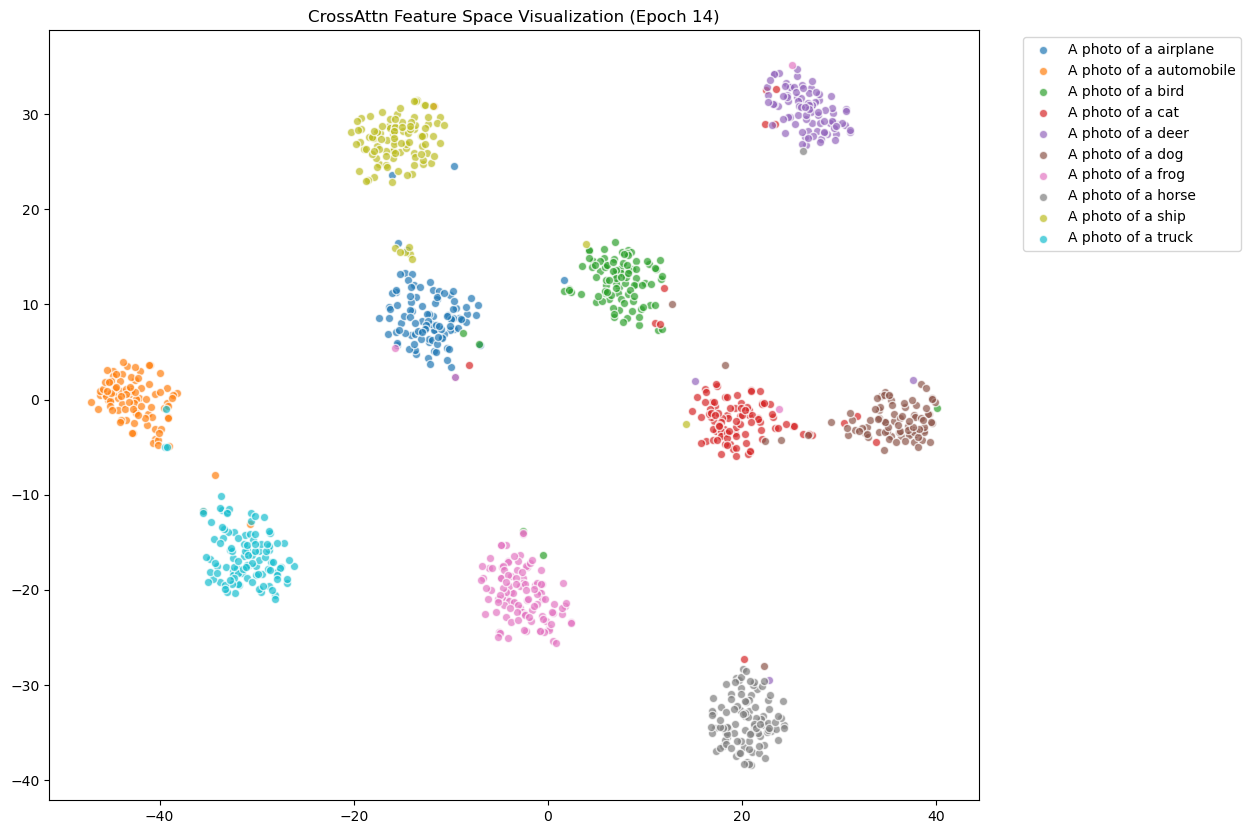 CrossAttn Feature Space Visualization (Epoch 14)
A photo of a airplane
A photo of a automobile
A photo of a bird
A photo of a cat
A photo of a deer
A photo of a dog
A photo of a frog
A photo of a horse
A photo of a ship
A photo of a truck
30
20
10
0
−10
−20
−30
−40
−40
−20
0
20
40